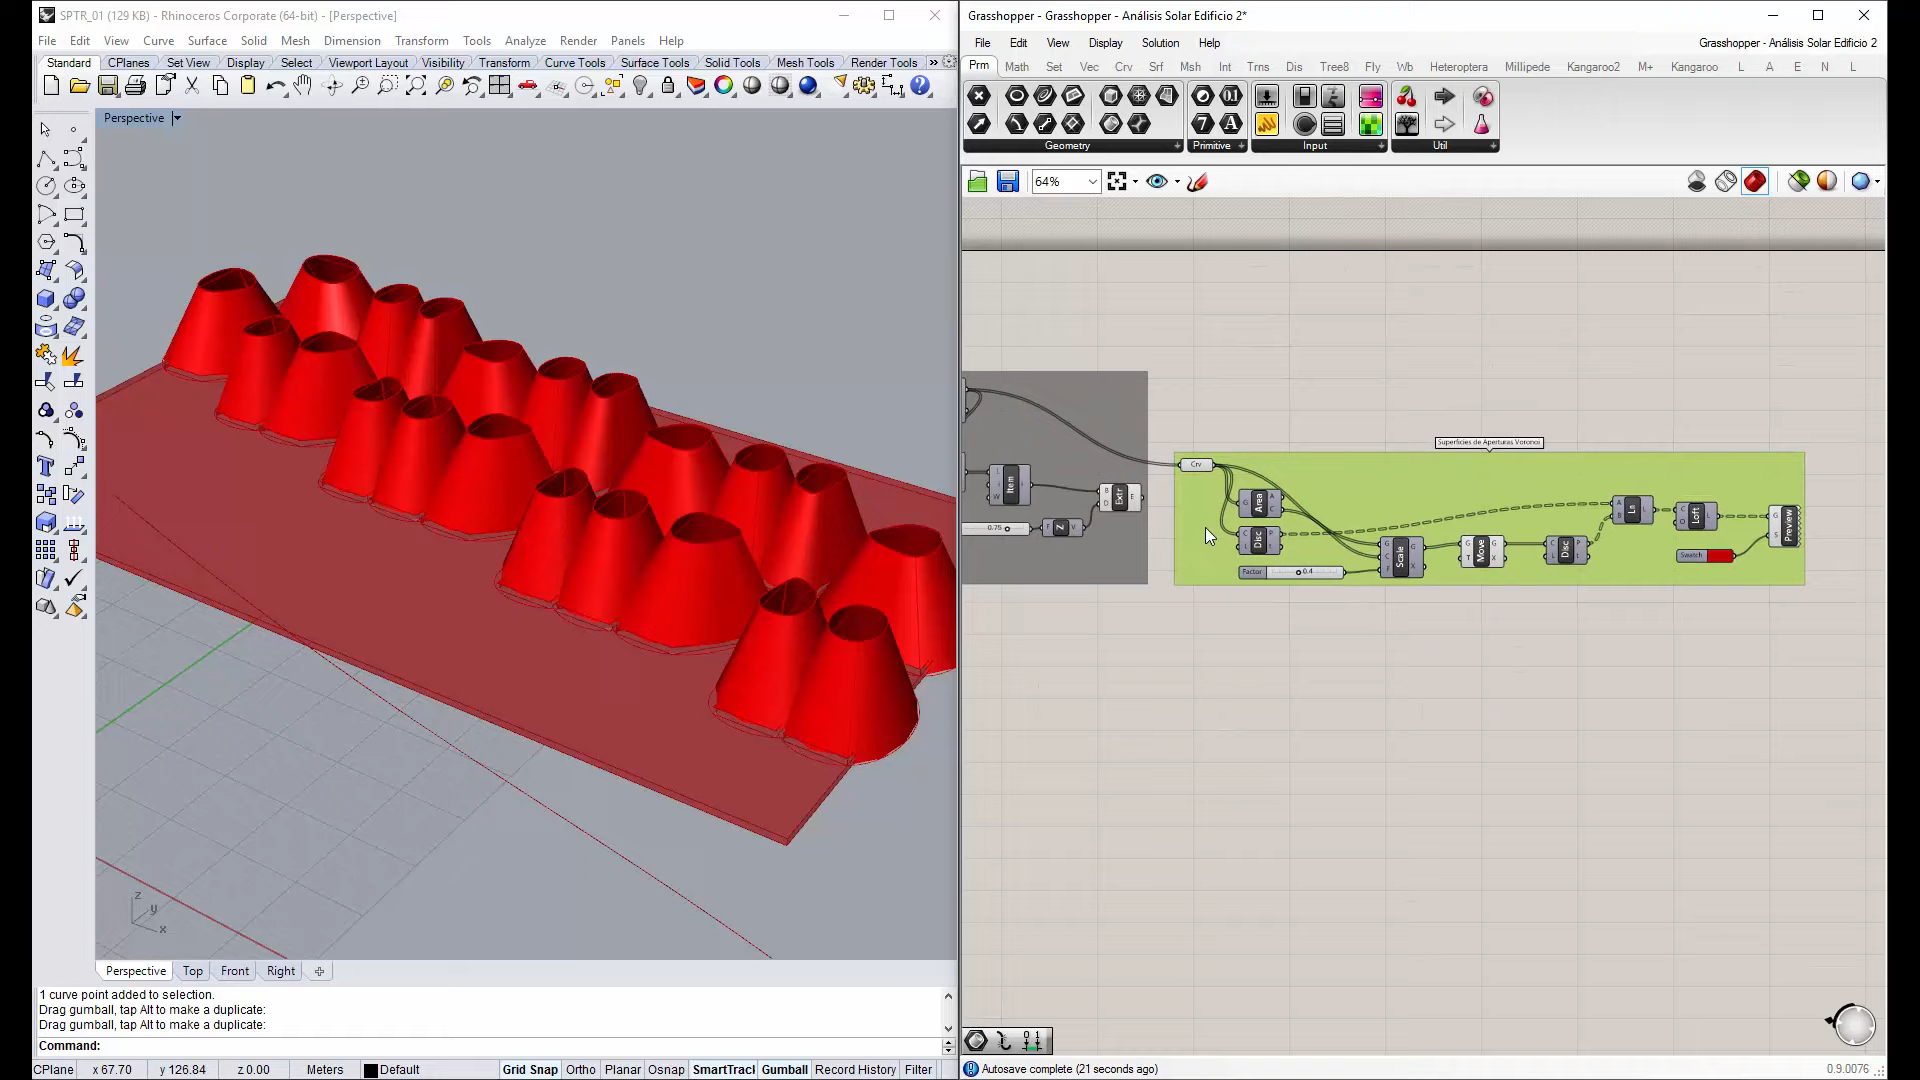 SPTR_01 (129 KB) - Rhinoceros Corporate (64-bit) - [Perspective]
File Edit View Curve Surface Solid Mesh Dimension Transform Tools Analyze Render Panels Help
Standard CPlanes Set View Display Select Viewport Layout Visibility Transform Curve Tools Surface Tools Solid Tools Mesh Tools Render Tools
Perspective
z
y
x
Perspective Top Front Right
1 curve point added to selection.
Drag gumball, tap Alt to make a duplicate:
Drag gumball, tap Alt to make a duplicate:
Command:
CPlane x 67.70 y 126.84 z 0.00 Meters Default Grid Snap Ortho Planar Osnap SmartTracl Gumball Record History Filter
Grasshopper - Grasshopper - Análisis Solar Edificio 2*
File Edit View Display Solution Help
Grasshopper - Análisis Solar Edificio 2
Prm Math Set Vec Crv Srf Msh Int Trns Dis Tree8 Fly Wb Heteroptera Millipede Kangaroo2 M+ Kangaroo L A E N L
Geometry Primitive Input Util
64%
Superficies de Aperturas Voronoi
Crv
Item
L
i
W
i
Extr
B
D
E
0.75
F
Z
V
Area
G
A
C
Disc
C
L
P
t
Factor 0.4
Scale
G
C
F
G
X
Move
G
T
G
X
Disc
C
L
P
t
Ln
A
B
L
Loft
C
O
L
Swatch
Preview
G
S
Autosave complete (21 seconds ago)
0.9.0076